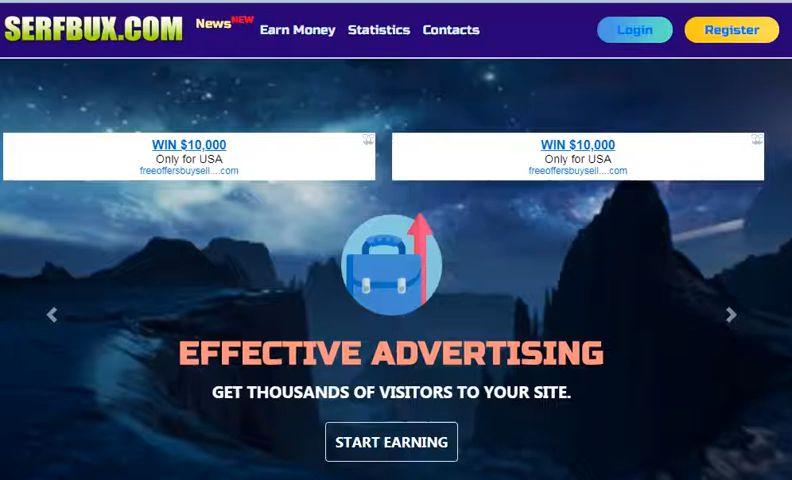 SERFBUX.COM
News NEW
Earn Money
Statistics
Contacts
Login
Register
WIN $10,000
Only for USA
freeoffersbuysell....com
WIN $10,000
Only for USA
freeoffersbuysell....com
EFFECTIVE ADVERTISING
GET THOUSANDS OF VISITORS TO YOUR SITE.
START EARNING